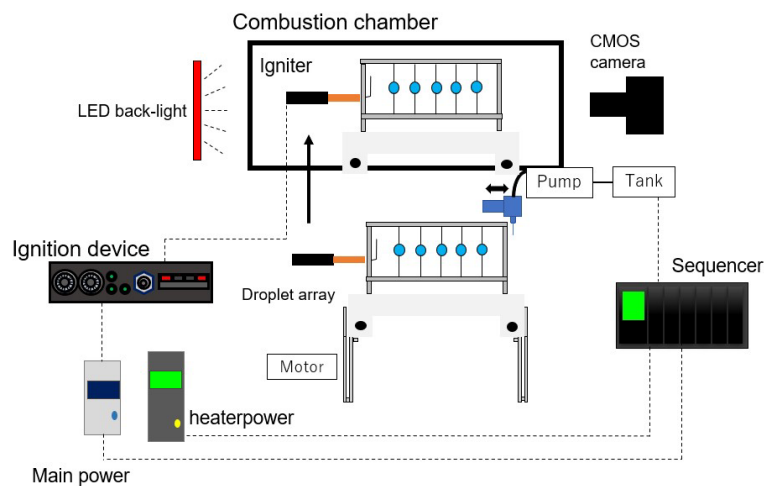 Combustion chamber
CMOS
camera
Igniter
LED back-light
Pump
Tank
Ignition device
Sequencer
Droplet array
Motor
heaterpower
Main power